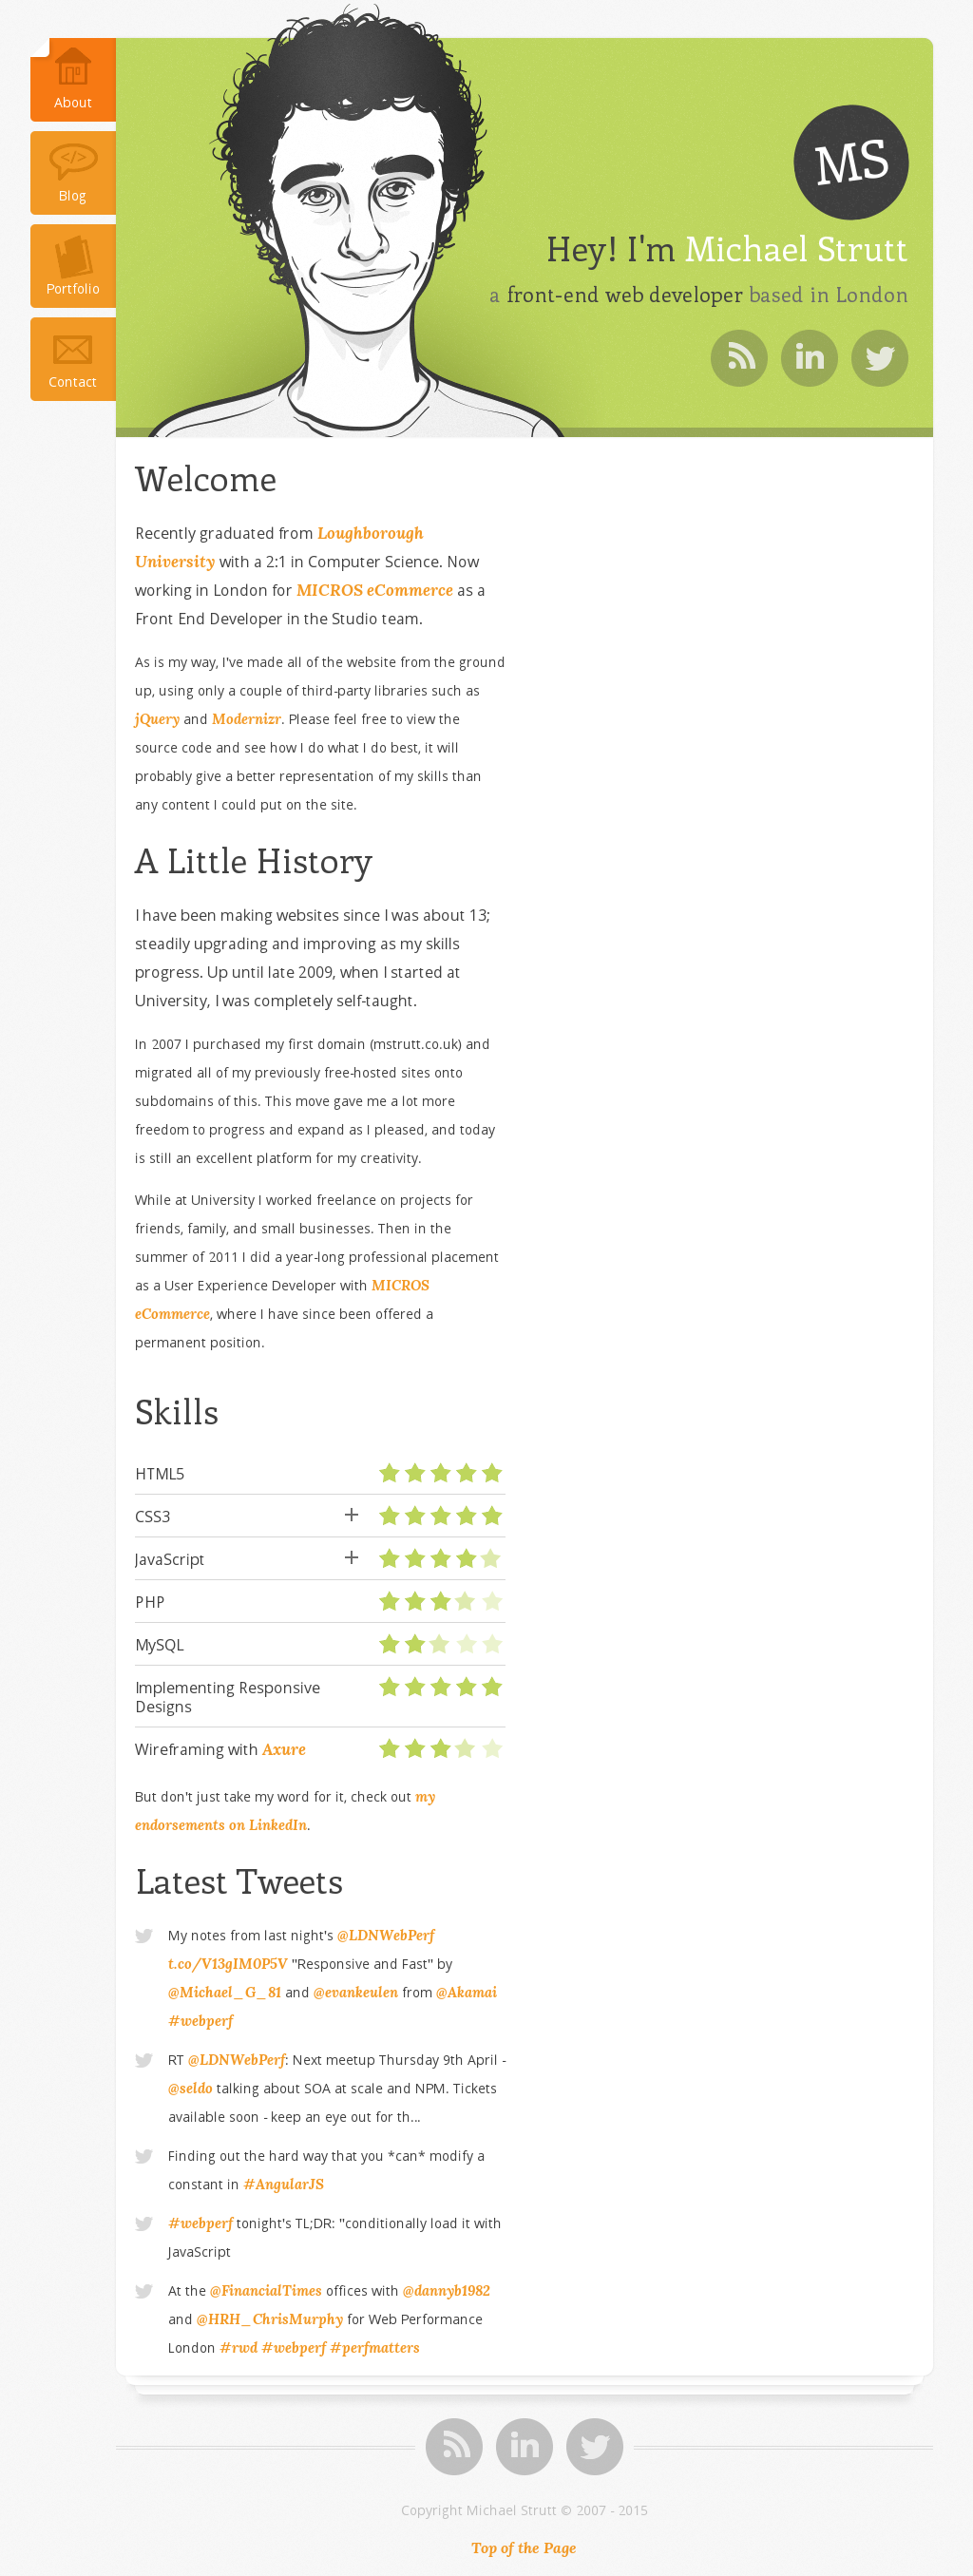 About
Blog
Portfolio
Contact
MS
Hey! I'm Michael Strutt
a front-end web developer based in London
in
Welcome
Recently graduated from Loughborough
University with a 2:1 in Computer Science. Now
working in London for MICROS eCommerce as a
Front End Developer in the Studio team.
As is my way, I've made all of the website from the ground
up, using only a couple of third-party libraries such as
jQuery and Modernizr. Please feel free to view the
source code and see how I do what I do best, it will
probably give a better representation of my skills than
any content I could put on the site.
A Little History
I have been making websites since I was about 13;
steadily upgrading and improving as my skills
progress. Up until late 2009, when I started at
University, I was completely self-taught.
In 2007 I purchased my first domain (mstrutt.co.uk) and
migrated all of my previously free-hosted sites onto
subdomains of this. This move gave me a lot more
freedom to progress and expand as I pleased, and today
is still an excellent platform for my creativity.
While at University I worked freelance on projects for
friends, family, and small businesses. Then in the
summer of 2011 I did a year-long professional placement
as a User Experience Developer with MICROS
eCommerce, where I have since been offered a
permanent position.
Skills
HTML5
CSS3 +
JavaScript +
PHP
MySQL
Implementing Responsive
Designs
Wireframing with Axure
But don't just take my word for it, check out my
endorsements on LinkedIn.
Latest Tweets
My notes from last night's @LDNWebPerf
t.co/V13gIM0P5V "Responsive and Fast" by
@Michael_G_81 and @evankeulen from @Akamai
#webperf
RT @LDNWebPerf: Next meetup Thursday 9th April -
@seldo talking about SOA at scale and NPM. Tickets
available soon - keep an eye out for th...
Finding out the hard way that you *can* modify a
constant in #AngularJS
#webperf tonight's TL;DR: "conditionally load it with
JavaScript
At the @FinancialTimes offices with @dannyb1982
and @HRH_ChrisMurphy for Web Performance
London #rwd #webperf #perfmatters
in
Copyright Michael Strutt © 2007 - 2015
Top of the Page